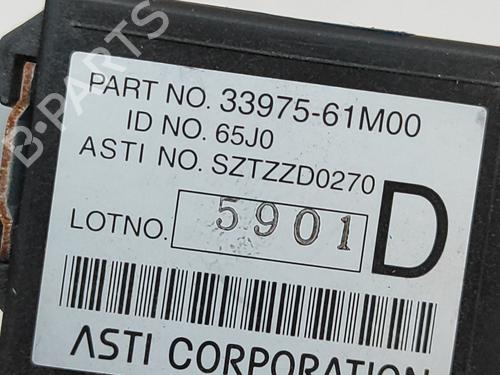 B-PARTS
PART NO. 33975-61M00
ID NO. 65J0
ASTI NO. SZTZZD0270
D
LOTNO. 5901
ASTI CORPORATION